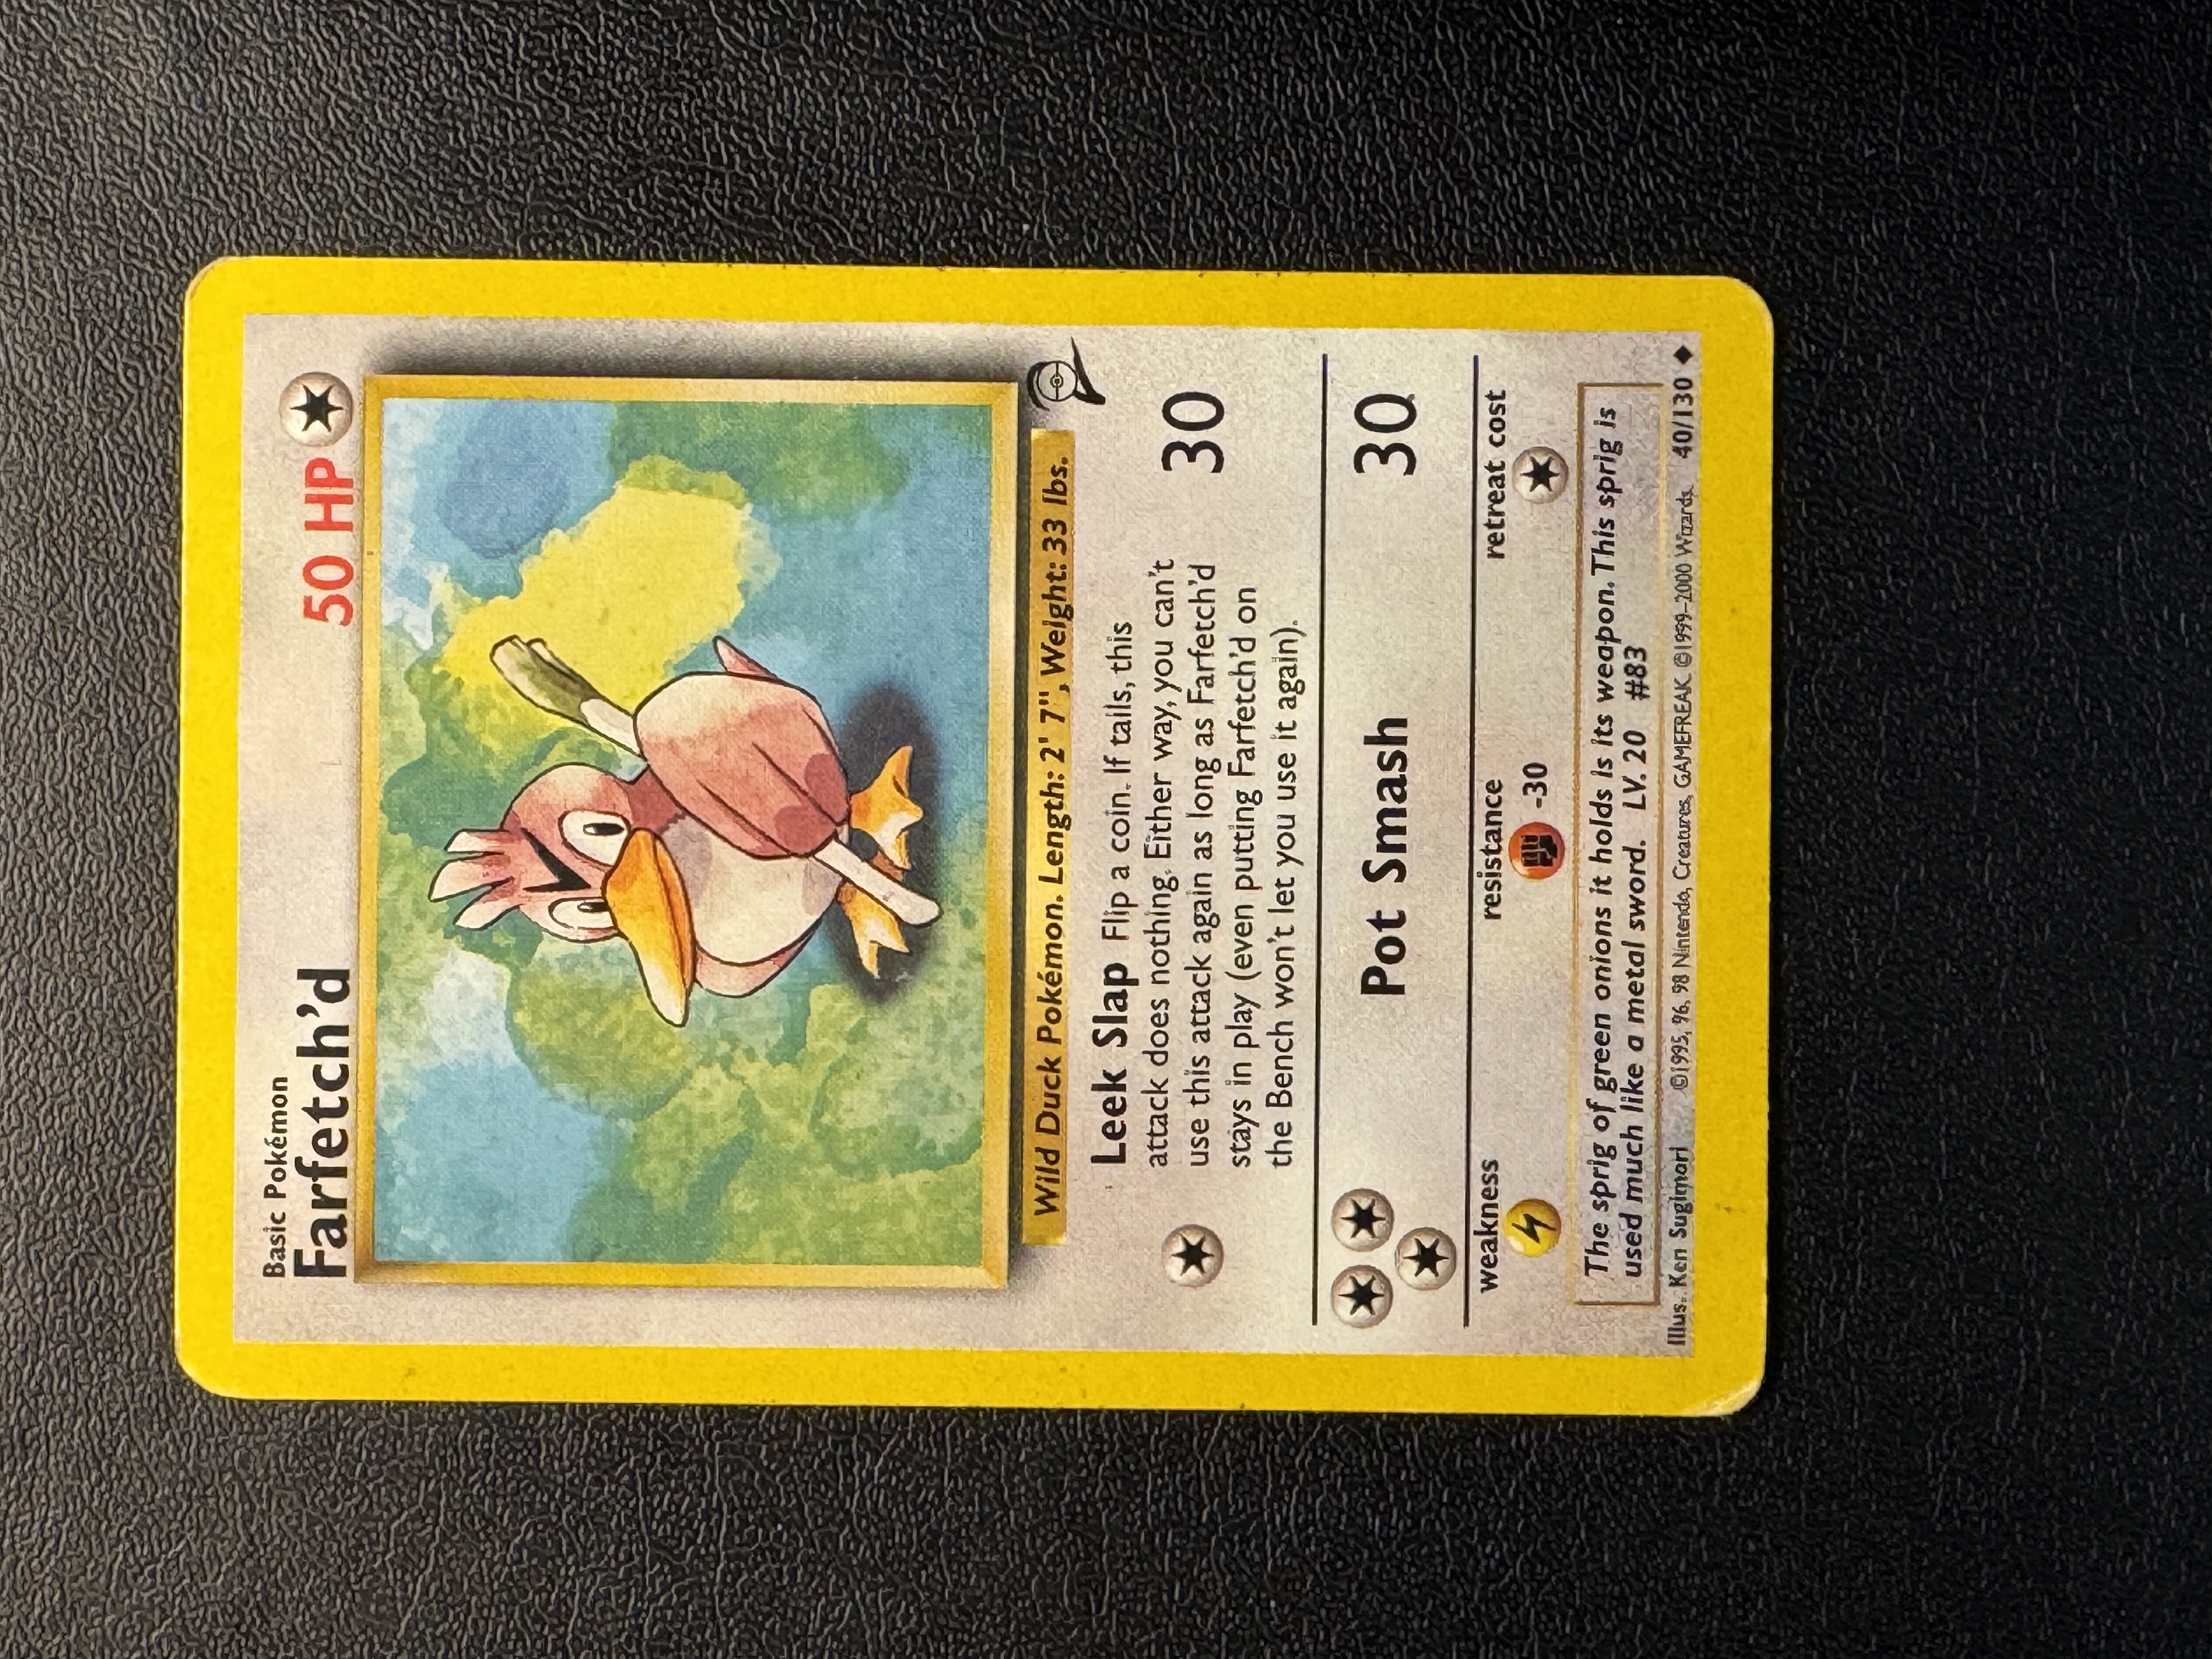 Basic Pokémon
Farfetch'd
50 HP
Wild Duck Pokémon. Length: 2' 7", Weight: 33 lbs.
Leek Slap Flip a coin. If tails, this
attack does nothing. Either way, you can't
use this attack again as long as Farfetch'd
stays in play (even putting Farfetch'd on
the Bench won't let you use it again).
30
Pot Smash
30
weakness
resistance
-30
retreat cost
The sprig of green onions it holds is its weapon. This sprig is
used much like a metal sword. LV. 20 #83
Illus. Ken Sugimori ©1995, 96, 98 Nintendo, Creatures, GAMEFREAK. ©1999-2000 Wizards. 40/130